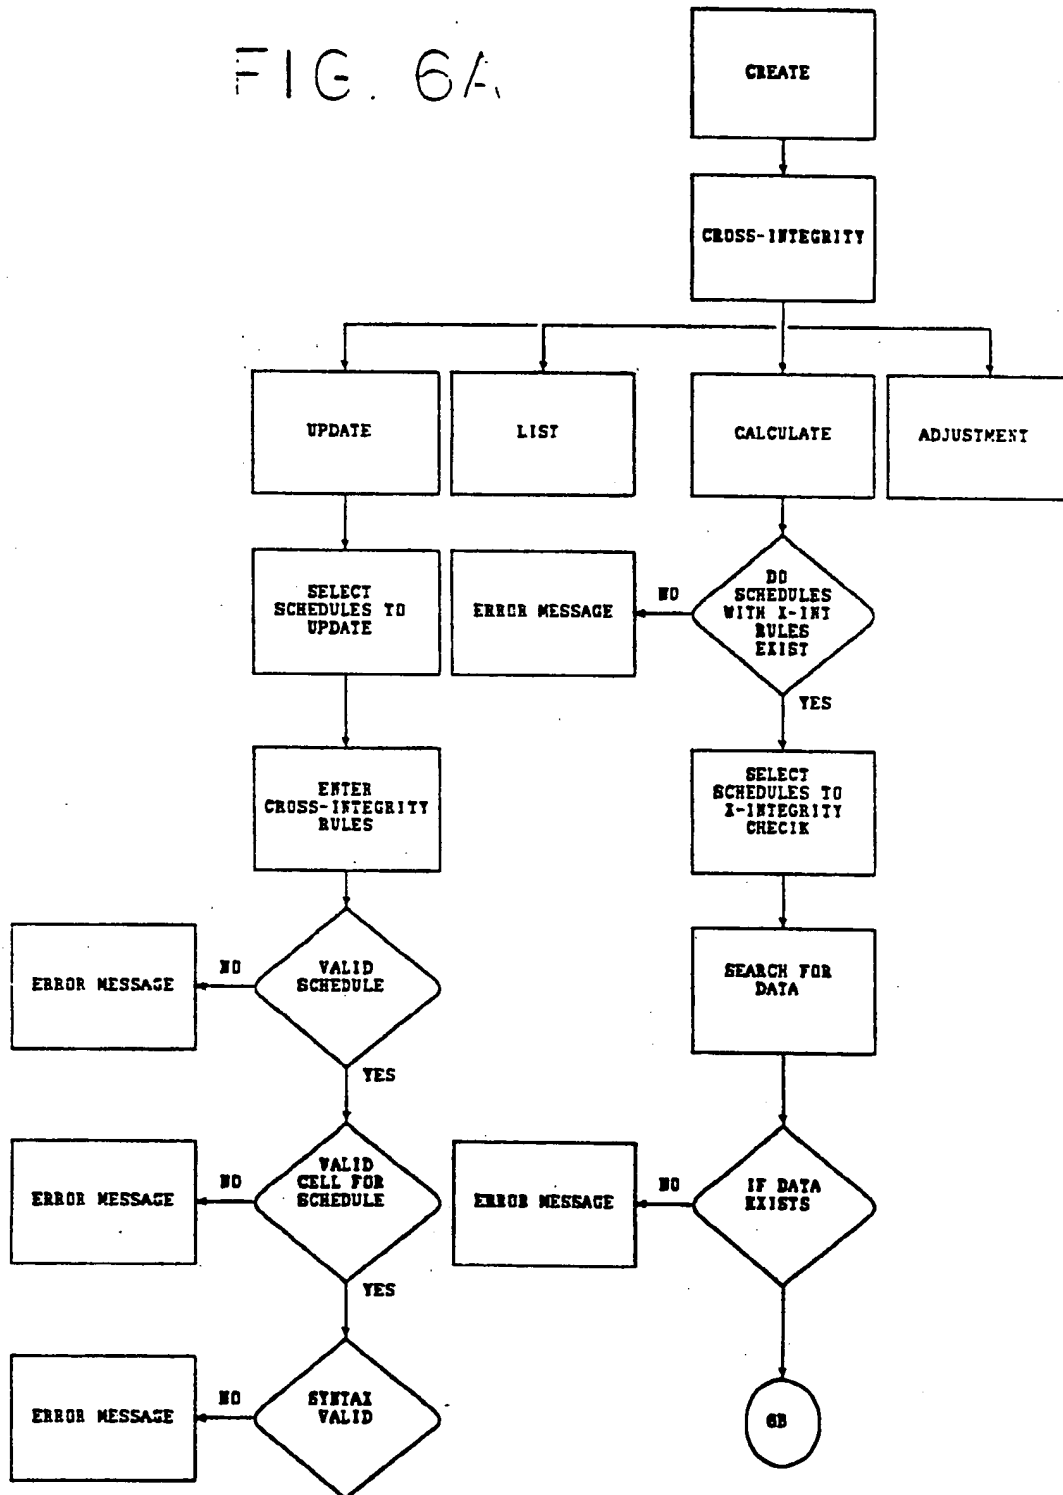 FIG. 6A
CREATE
CROSS-INTEGRITY
UPDATE
LIST
CALCULATE
ADJUSTMENT
SELECT
SCHEDULES TO
UPDATE
ERROR MESSAGE
NO
DO
SCHEDULES
WITH X-INT
RULES
EXIST
YES
ENTER
CROSS-INTEGRITY
RULES
SELECT
SCHEDULES TO
X-INTEGRITY
CHECIK
ERROR MESSAGE
NO
VALID
SCHEDULE
SEARCH FOR
DATA
YES
ERROR MESSAGE
NO
VALID
CELL FOR
SCHEDULE
ERROR MESSAGE
NO
IF DATA
EXISTS
YES
ERROR MESSAGE
NO
SYNTAX
VALID
6B